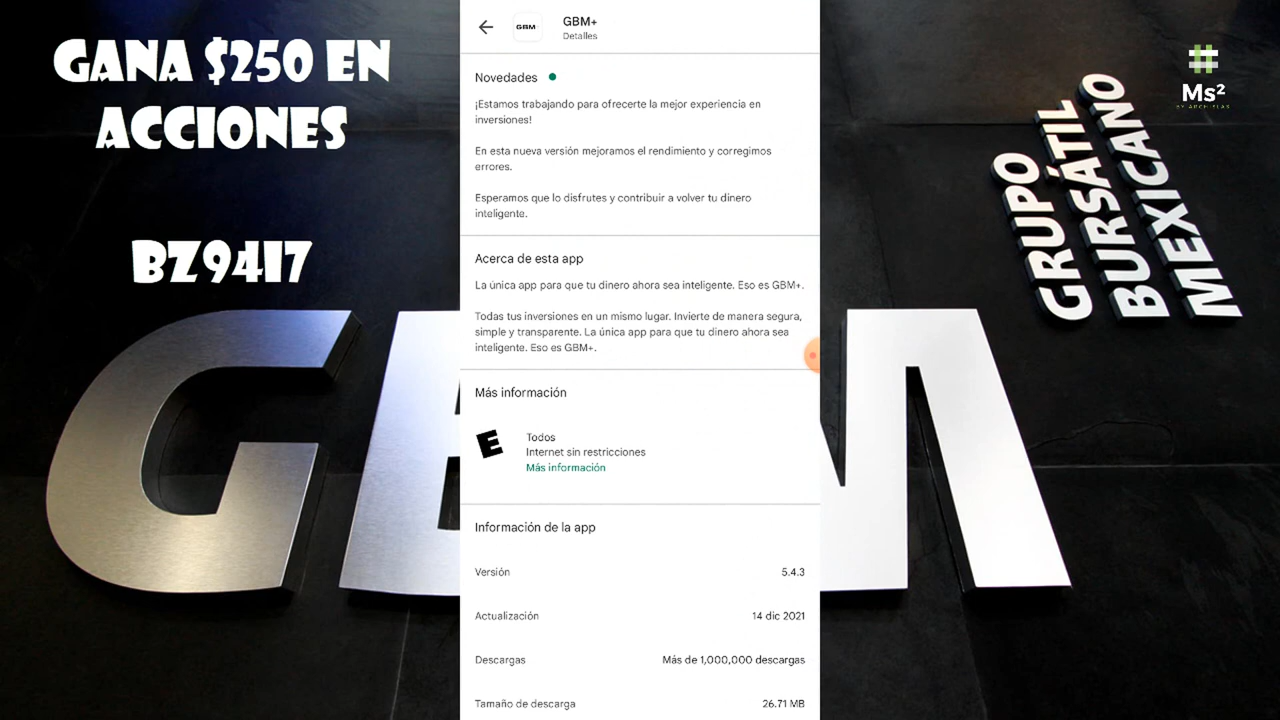 GANA $250 EN
ACCIONES
BZ94I7
GBM
GBM+
Detalles
Novedades
¡Estamos trabajando para ofrecerte la mejor experiencia en
inversiones!
En esta nueva versión mejoramos el rendimiento y corregimos
errores.
Esperamos que lo disfrutes y contribuir a volver tu dinero
inteligente.
Acerca de esta app
La única app para que tu dinero ahora sea inteligente. Eso es GBM+.
Todas tus inversiones en un mismo lugar. Invierte de manera segura,
simple y transparente. La única app para que tu dinero ahora sea
inteligente. Eso es GBM+.
Más información
E
Todos
Internet sin restricciones
Más información
Información de la app
Versión 5.4.3
Actualización 14 dic 2021
Descargas Más de 1,000,000 descargas
Tamaño de descarga 26.71 MB
Ms²
BY ARCHIELAS
GRUPO
BURSÁTIL
MEXICANO
GBM